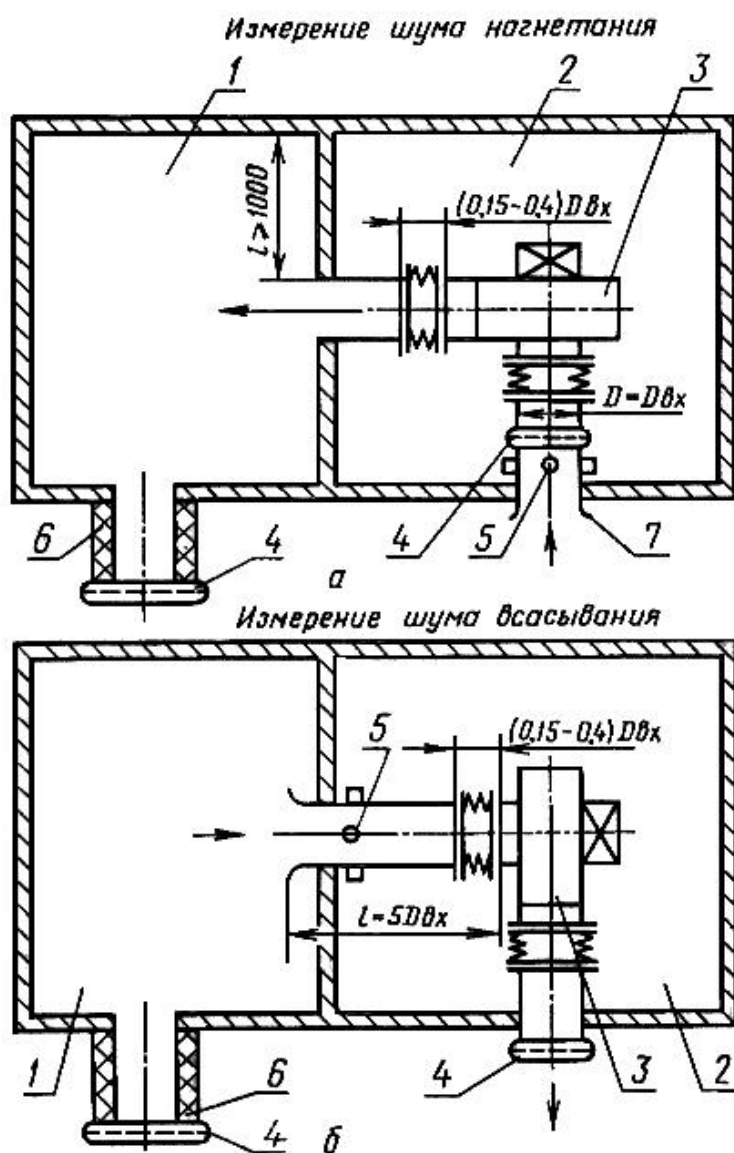 Измерение шума нагнетания
1
2
3
l>1000
(0,15-0,4)Dвх
D=Dвх
6
4
4
5
7
а
Измерение шума всасывания
5
(0,15-0,4)Dвх
l=5Dвх
1
6
4
3
2
4
б